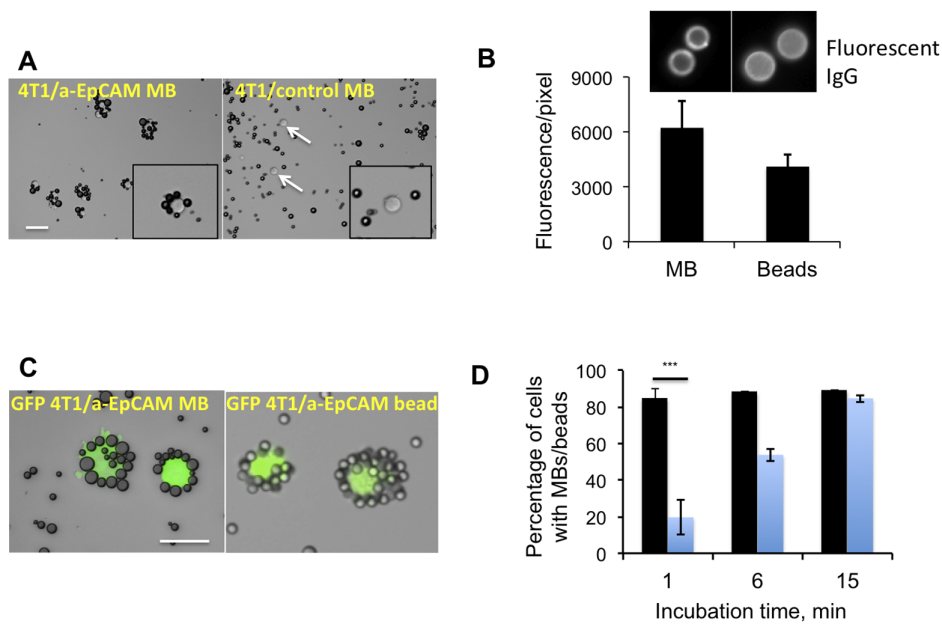 A
4T1/a-EpCAM MB
4T1/control MB
B
Fluorescent
IgG
Fluorescence/pixel
9000
6000
3000
0
MB
Beads
C
GFP 4T1/a-EpCAM MB
GFP 4T1/a-EpCAM bead
D
Percentage of cells
with MBs/beads
100
80
60
40
20
0
***
1
6
15
Incubation time, min